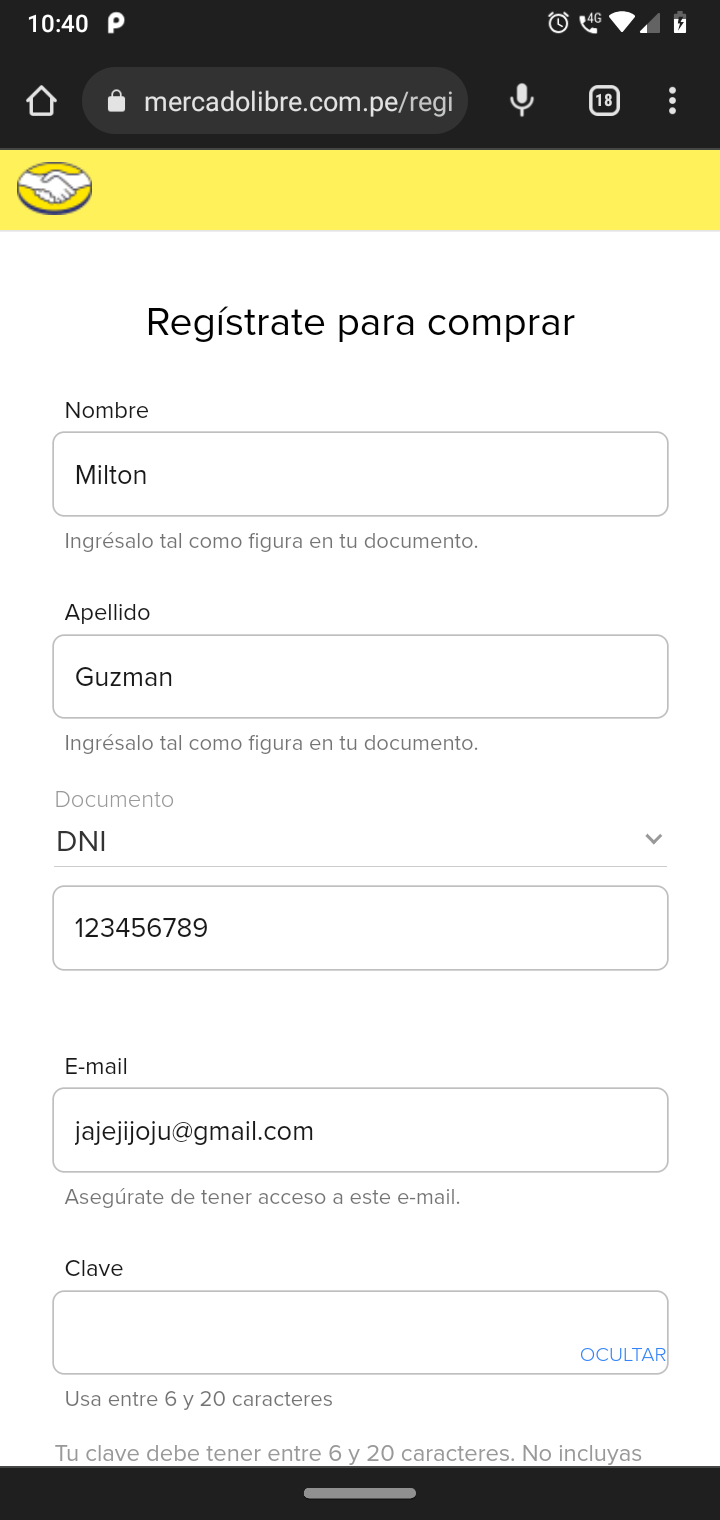 10:40
4G
mercadolibre.com.pe/regi
18
Regístrate para comprar
Nombre
Milton
Ingrésalo tal como figura en tu documento.
Apellido
Guzman
Ingrésalo tal como figura en tu documento.
Documento
DNI
123456789
E-mail
jajejijoju@gmail.com
Asegúrate de tener acceso a este e-mail.
Clave
OCULTAR
Usa entre 6 y 20 caracteres
Tu clave debe tener entre 6 y 20 caracteres. No incluyas